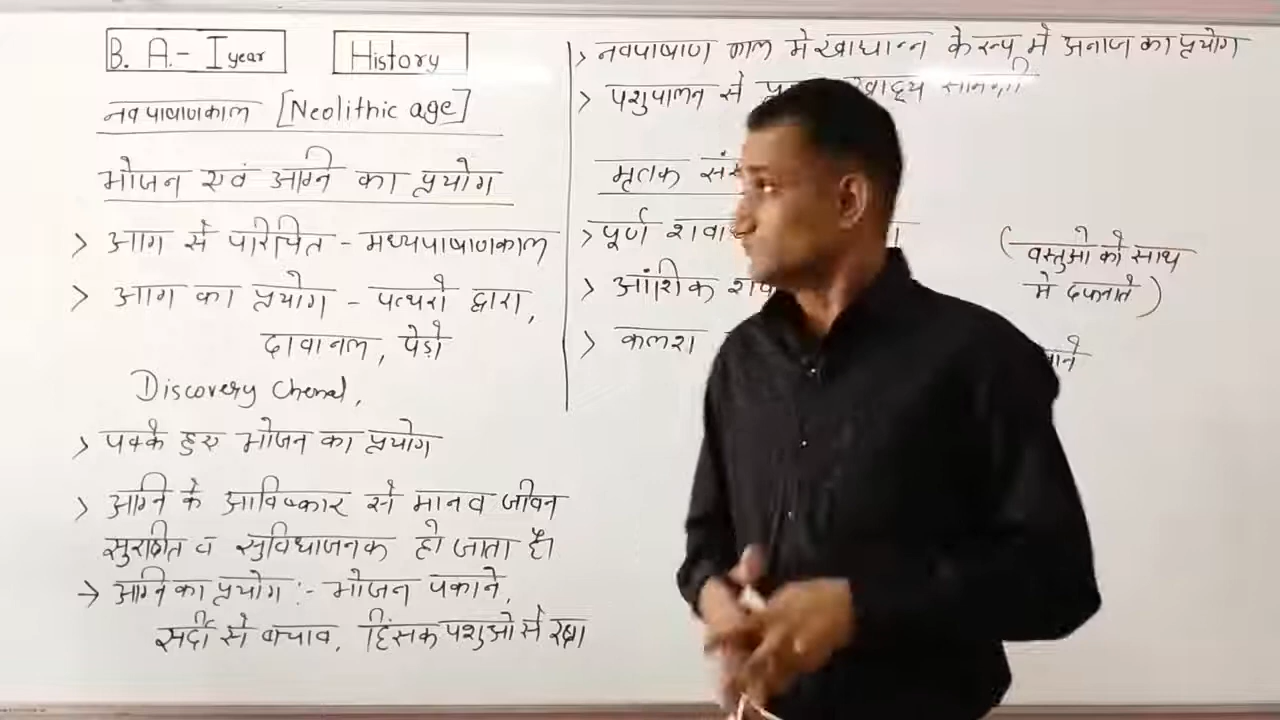 B. A.- I year
History
नवपाषाणकाल [Neolithic age]
भोजन एवं अग्नि का प्रयोग
> आग से परिचित - मध्यपाषाणकाल
> आग का प्रयोग - पत्थरो द्वारा,
दावानल, पेड़ो
Discovery Chenal,
> पक्के हुए भोजन का प्रयोग
> अग्नि के आविष्कार से मानव जीवन
सुरक्षित व सुविधाजनक हो जाता है।
→ अग्नि का प्रयोग :- भोजन पकाने,
सर्दी से बचाव, हिंसक पशुओ से रक्षा
> नवपाषाण काल मे खाद्यान्न के रूप में अनाज का प्रयोग
> पशुपालन से खाद्य सामग्री
मृतक
> पूर्ण
> आंशिक
> कलश
(वस्तुओ को साथ
मे दफनाते)